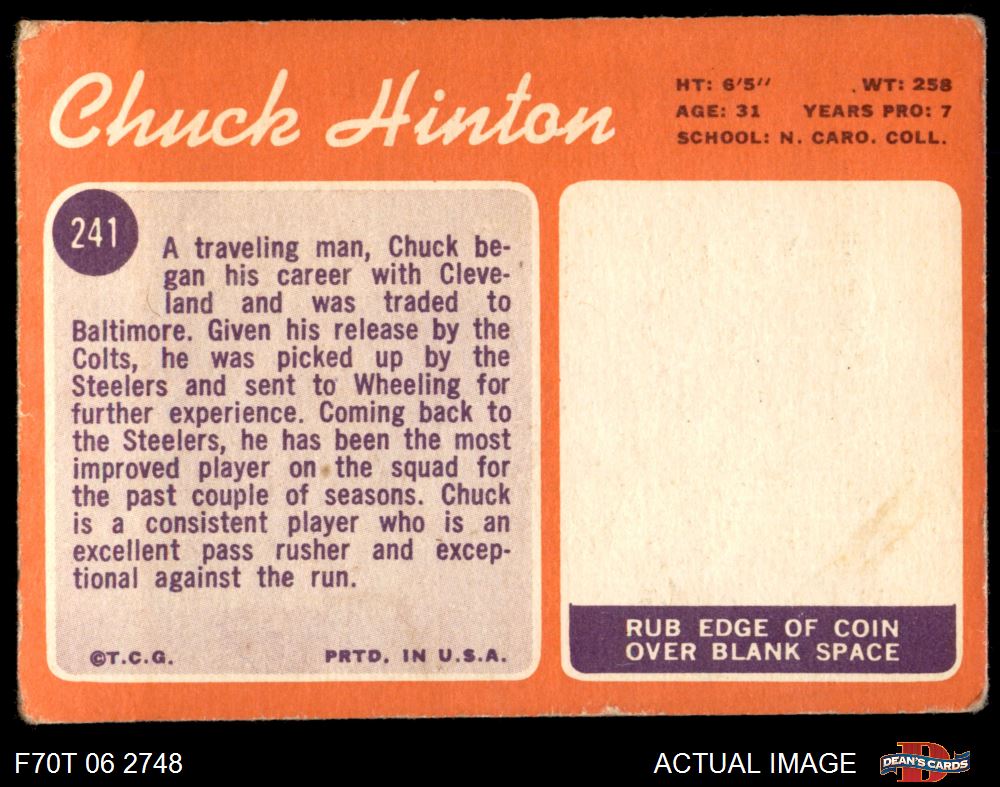 Chuck Hinton
HT: 6'5'' WT: 258
AGE: 31 YEARS PRO: 7
SCHOOL: N. CARO. COLL.
241
A traveling man, Chuck be-
gan his career with Cleve-
land and was traded to
Baltimore. Given his release by the
Colts, he was picked up by the
Steelers and sent to Wheeling for
further experience. Coming back to
the Steelers, he has been the most
improved player on the squad for
the past couple of seasons. Chuck
is a consistent player who is an
excellent pass rusher and excep-
tional against the run.
©T.C.G. PRTD. IN U.S.A.
RUB EDGE OF COIN
OVER BLANK SPACE
F70T 06 2748
ACTUAL IMAGE
D
DEAN'S CARDS